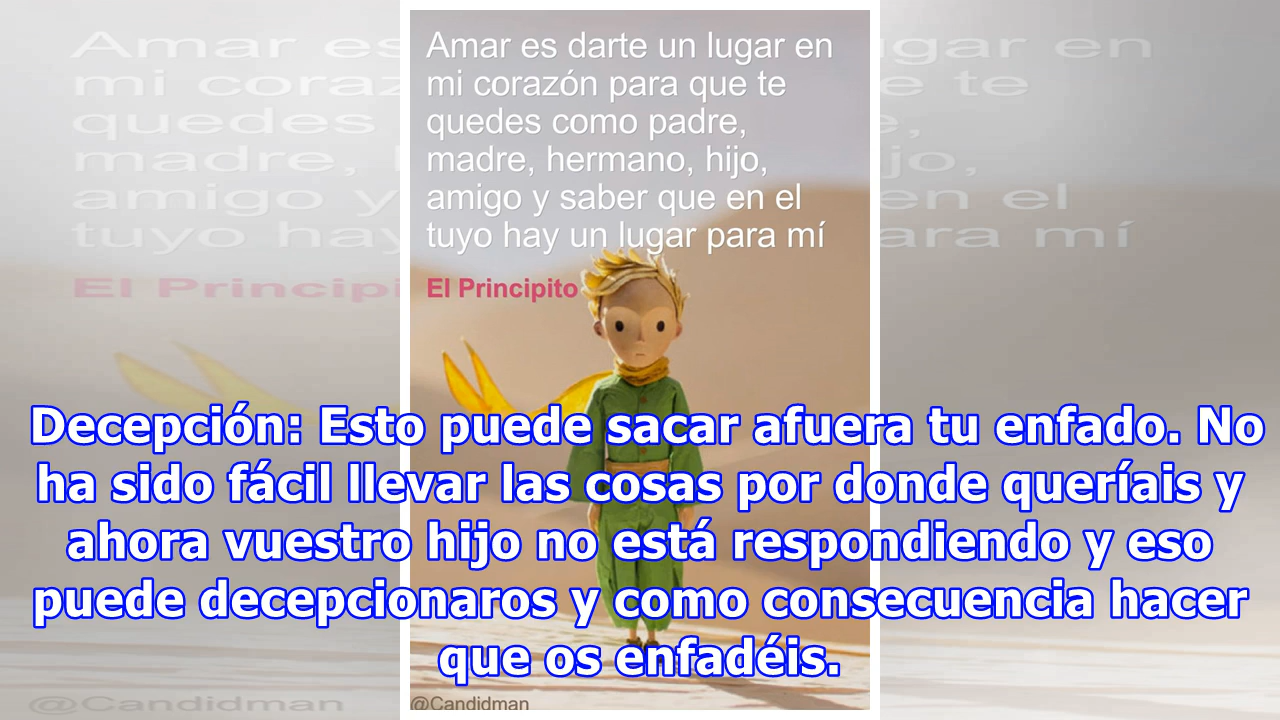 Amar es darte un lugar en
mi corazón para que te
quedes como padre,
madre, hermano, hijo,
amigo y saber que en el
tuyo hay un lugar para mí
El Principito
Decepción: Esto puede sacar afuera tu enfado. No
ha sido fácil llevar las cosas por donde queríais y
ahora vuestro hijo no está respondiendo y eso
puede decepcionaros y como consecuencia hacer
que os enfadéis.
@Candidman